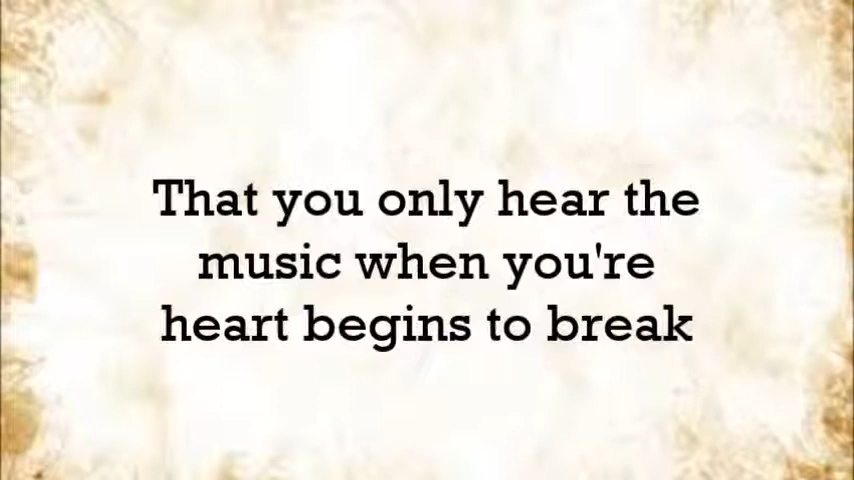 That you only hear the
music when you're
heart begins to break